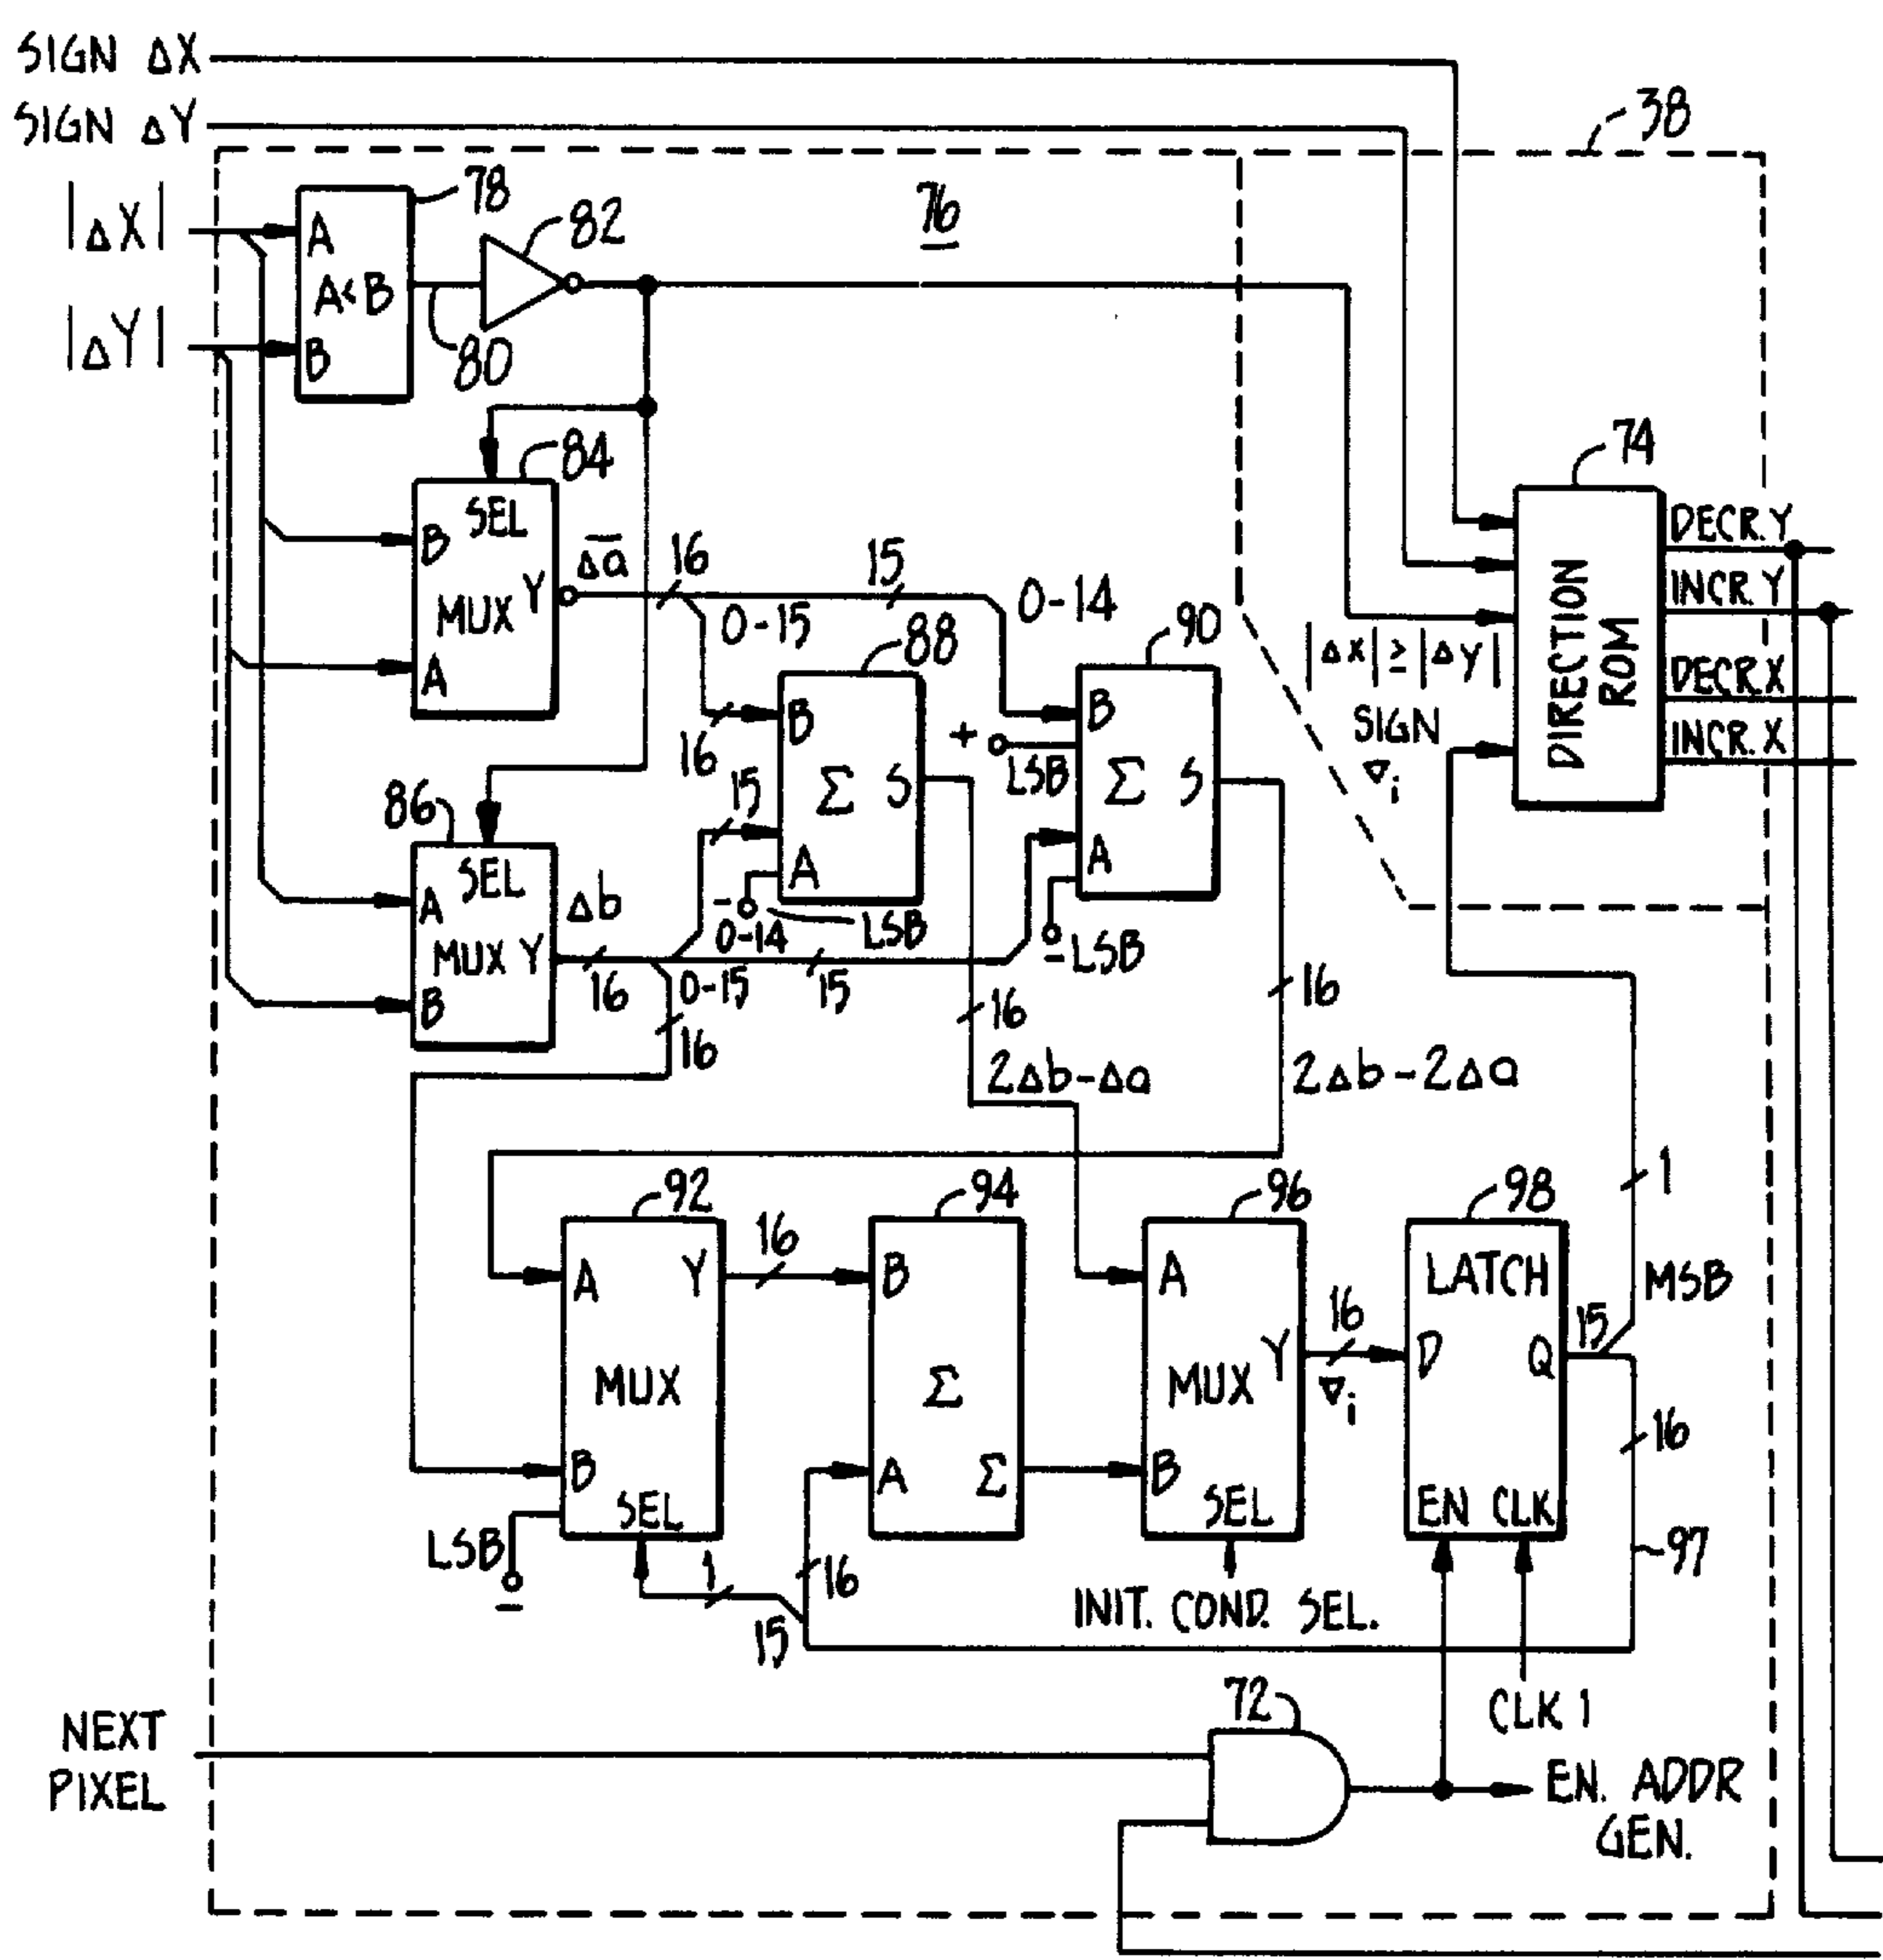 SIGN ΔX
SIGN ΔY
38
|ΔX|
78
A
A<B
B
82
76
|ΔY|
80
84
SEL
B
MUX Y
A
Δa̅
16
15
0-15
0-14
88
90
74
B
16
15
Σ S
A
+
LSB
B
Σ S
A
|Δx| ≥ |Δy|
SIGN
∇i
DIRECTION
ROM
DECR. Y
INCR. Y
DECR. X
INCR. X
86
SEL
A
MUX Y
B
Δb
-
0-14
LSB
- LSB
16
0-15
15
16
16
16
2Δb-Δa
2Δb-2Δa
92
94
96
98
1
A Y
MUX
B
SEL
16
B
Σ
A Σ
A
Y
MUX
B
SEL
16
∇i
LATCH
D Q
EN CLK
MSB
15
16
97
LSB
-
1
15
16
INIT. COND. SEL.
CLK 1
NEXT
PIXEL
72
EN. ADDR
GEN.